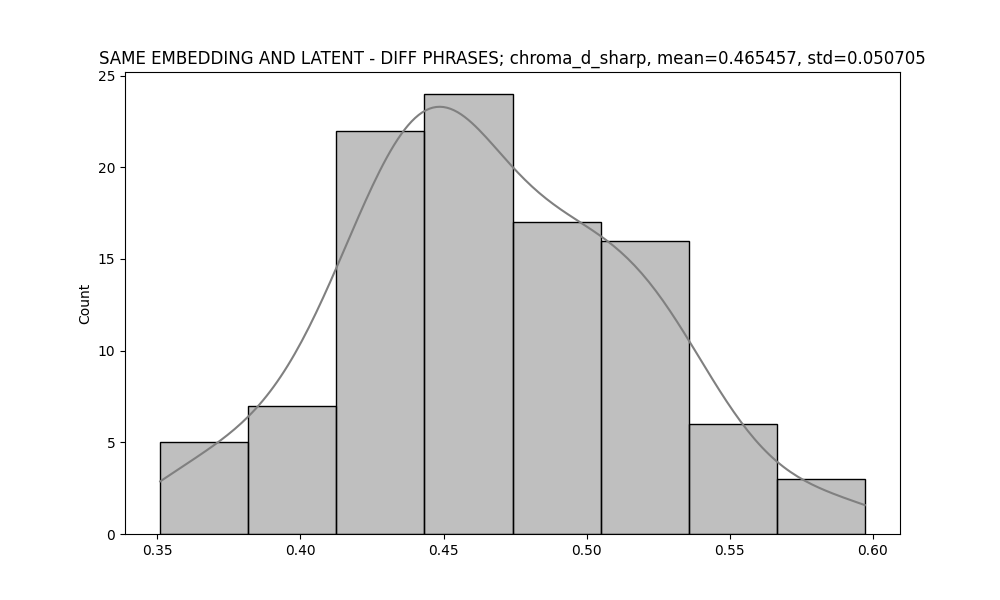 SAME EMBEDDING AND LATENT - DIFF PHRASES; chroma_d_sharp, mean=0.465457, std=0.050705
25
20
15
10
5
0
Count
0.35 0.40 0.45 0.50 0.55 0.60